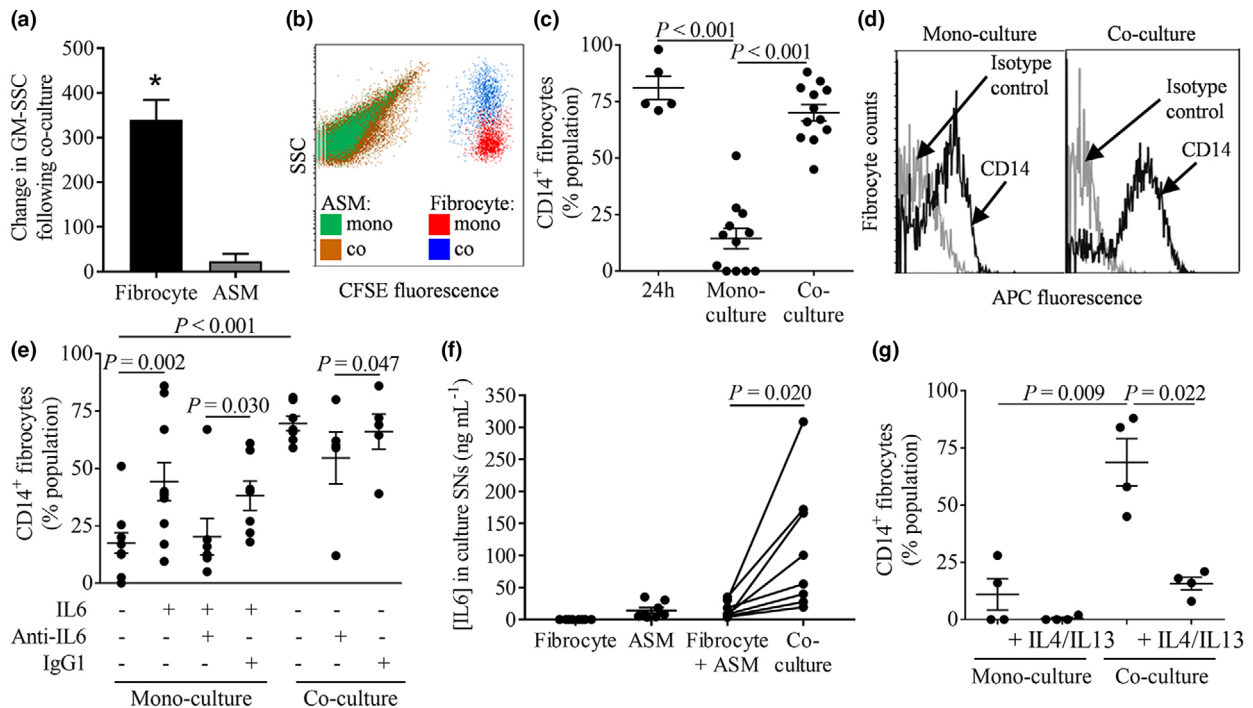 (a)
500
400
300
200
100
0
Change in GM-SSC
following co-culture
*
Fibrocyte
ASM
(b)
SSC
ASM:
mono
co
Fibrocyte:
mono
co
CFSE fluorescence
(c)
P < 0.001
P < 0.001
100
75
50
25
0
CD14+ fibrocytes
(% population)
24h
Mono-
culture
Co-
culture
(d)
Mono-culture
Co-culture
Isotype
control
CD14
Isotype
control
CD14
Fibrocyte counts
APC fluorescence
(e)
P < 0.001
P = 0.002
P = 0.030
P = 0.047
100
75
50
25
0
CD14+ fibrocytes
(% population)
IL6 - + + + - - -
Anti-IL6 - - + - - + -
IgG1 - - - + - - +
Mono-culture
Co-culture
(f)
P = 0.020
350
300
250
200
150
100
50
0
[IL6] in culture SNs (ng mL-1)
Fibrocyte
ASM
Fibrocyte
+ ASM
Co-
culture
(g)
P = 0.009
P = 0.022
100
75
50
25
0
CD14+ fibrocytes
(% population)
+ IL4/IL13
+ IL4/IL13
Mono-culture
Co-culture